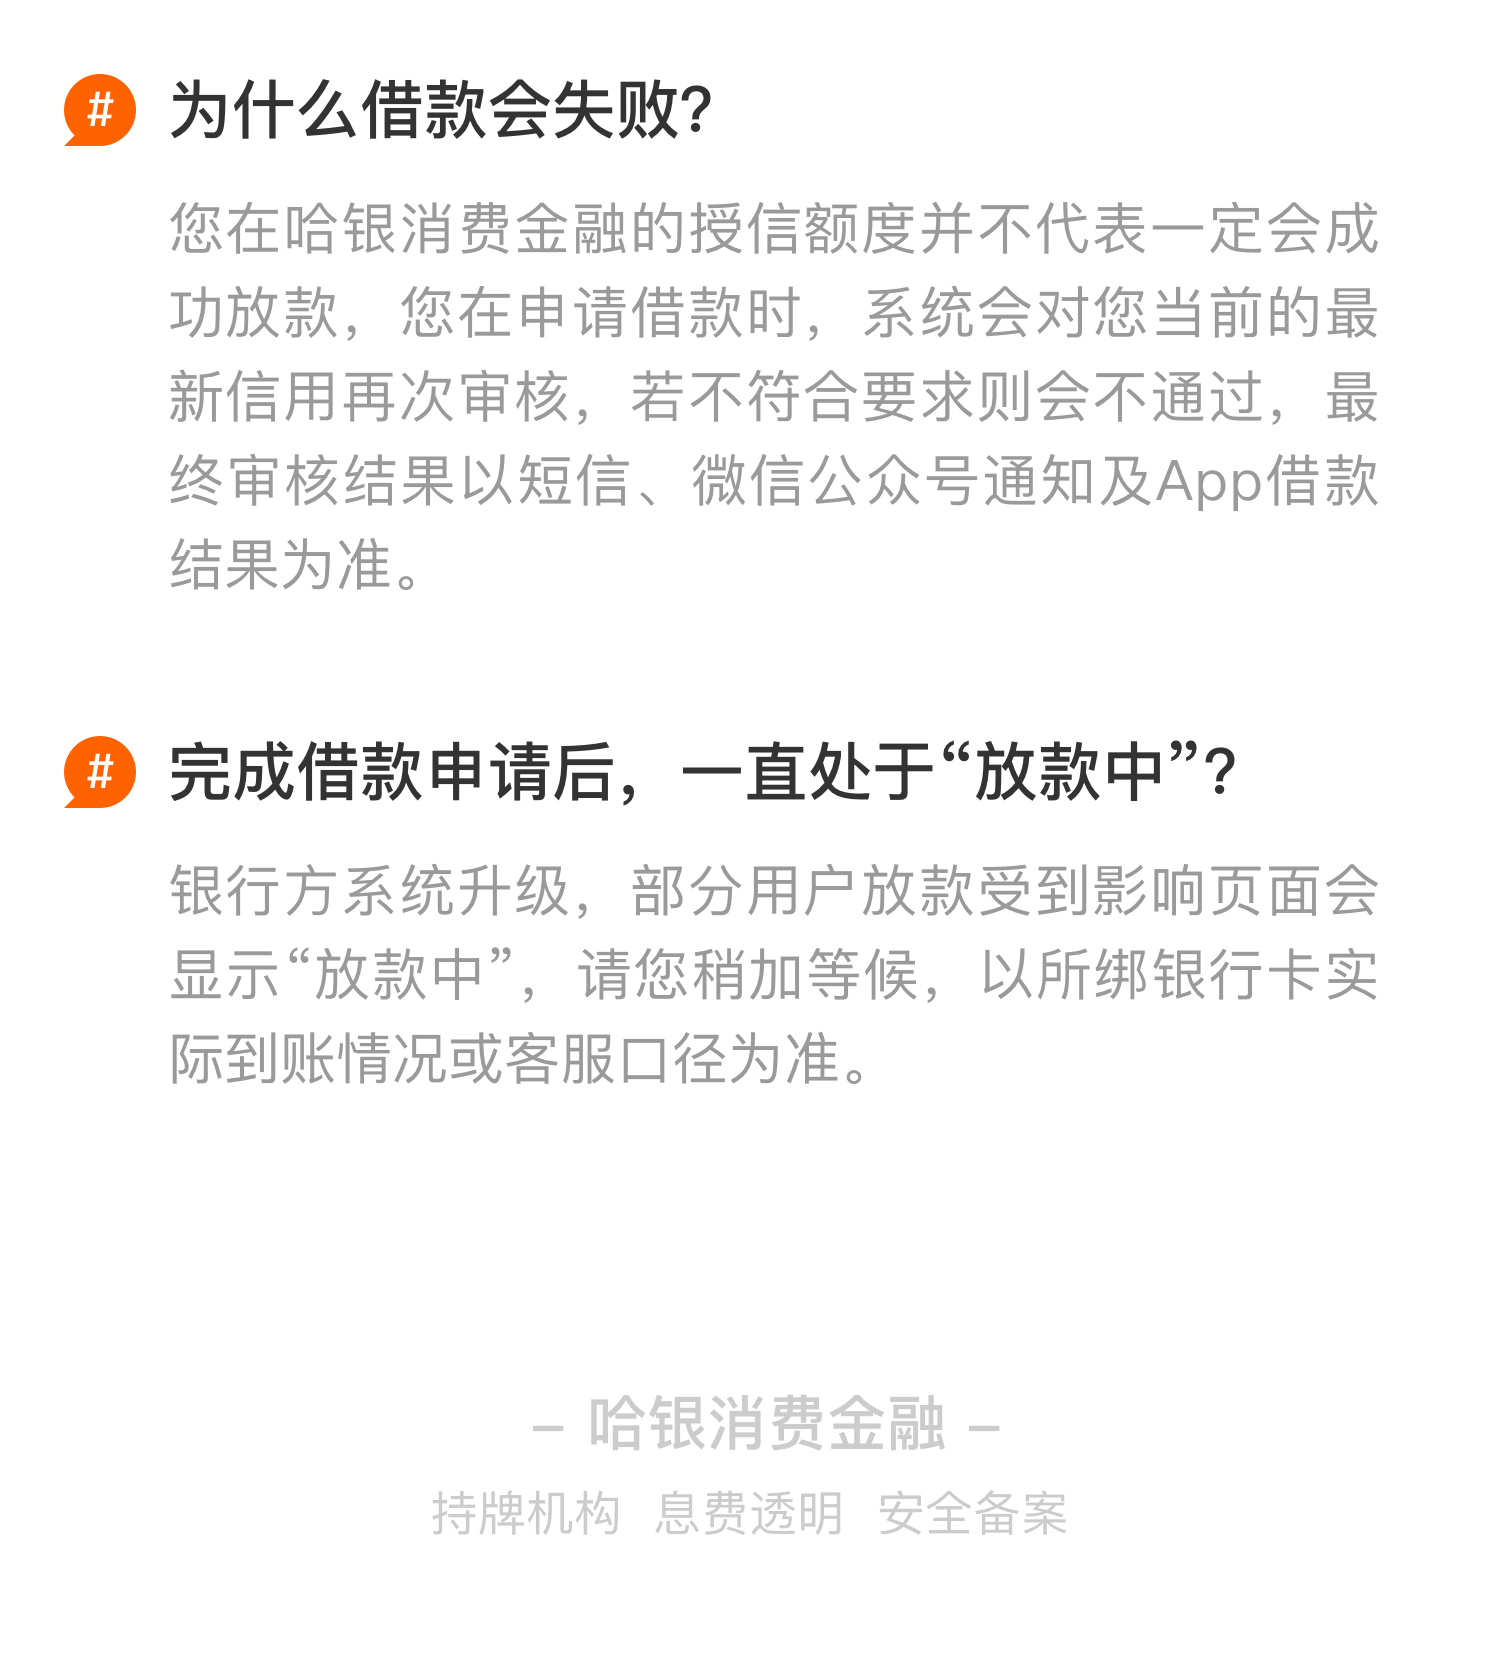 # 为什么借款会失败?
您在哈银消费金融的授信额度并不代表一定会成
功放款，您在申请借款时，系统会对您当前的最
新信用再次审核，若不符合要求则会不通过，最
终审核结果以短信、微信公众号通知及App借款
结果为准。
# 完成借款申请后，一直处于“放款中”?
银行方系统升级，部分用户放款受到影响页面会
显示“放款中”，请您稍加等候，以所绑银行卡实
际到账情况或客服口径为准。
– 哈银消费金融 –
持牌机构 息费透明 安全备案